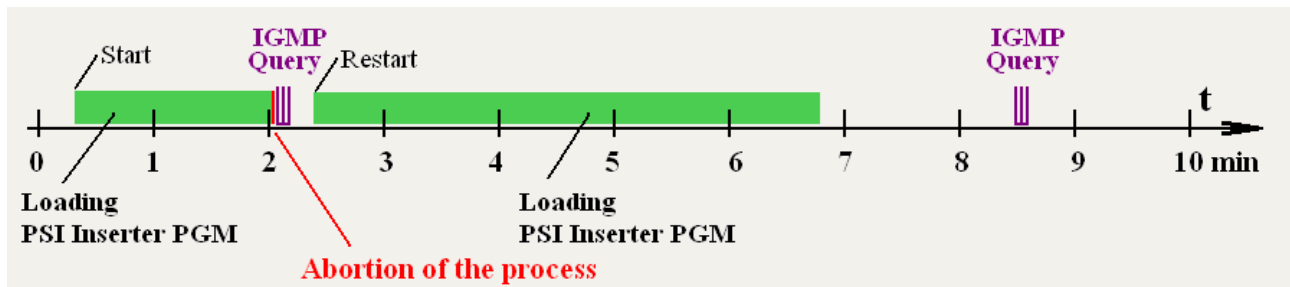 IGMP
Query
Start
Restart
IGMP
Query
t
0 1 2 3 4 5 6 7 8 9 10 min
Loading
PSI Inserter PGM
Loading
PSI Inserter PGM
Abortion of the process